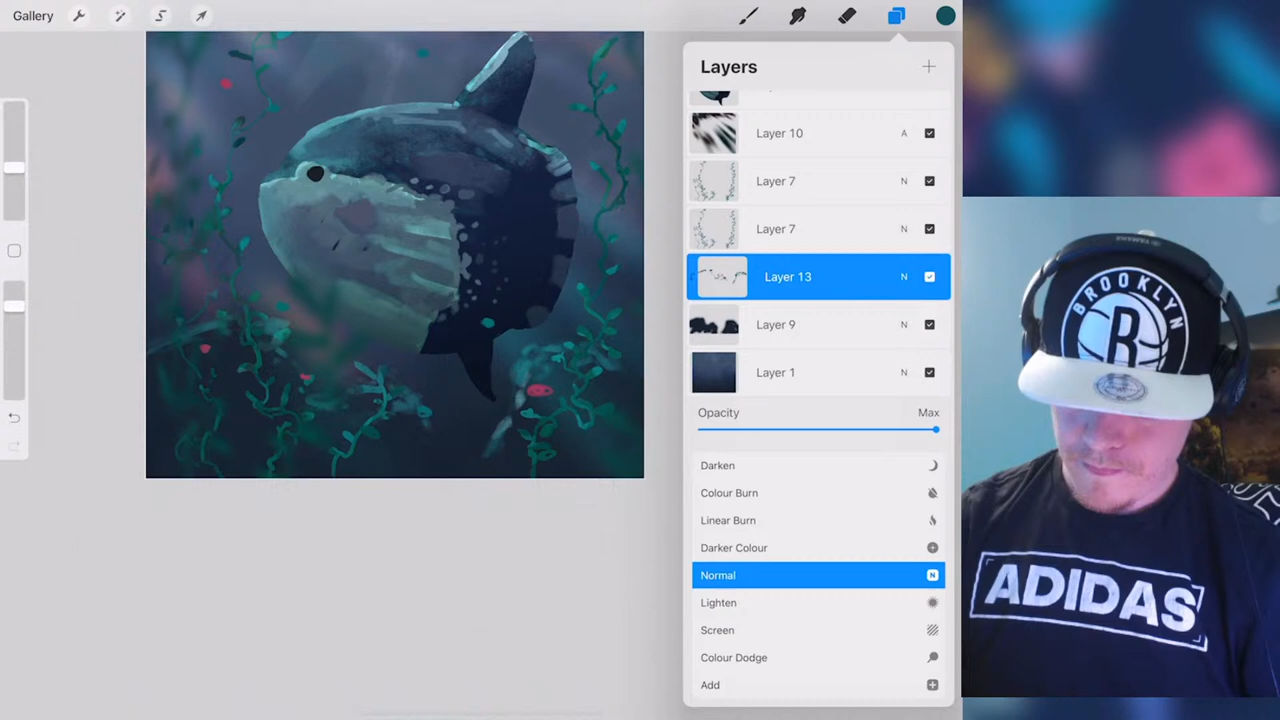 Gallery
Layers
Layer 10 A
Layer 7 N
Layer 7 N
Layer 13 N
Layer 9 N
Layer 1 N
Opacity Max
Darken
Colour Burn
Linear Burn
Darker Colour
Normal N
Lighten
Screen
Colour Dodge
Add
YAMAHA
BROOKLYN
B
ADIDAS